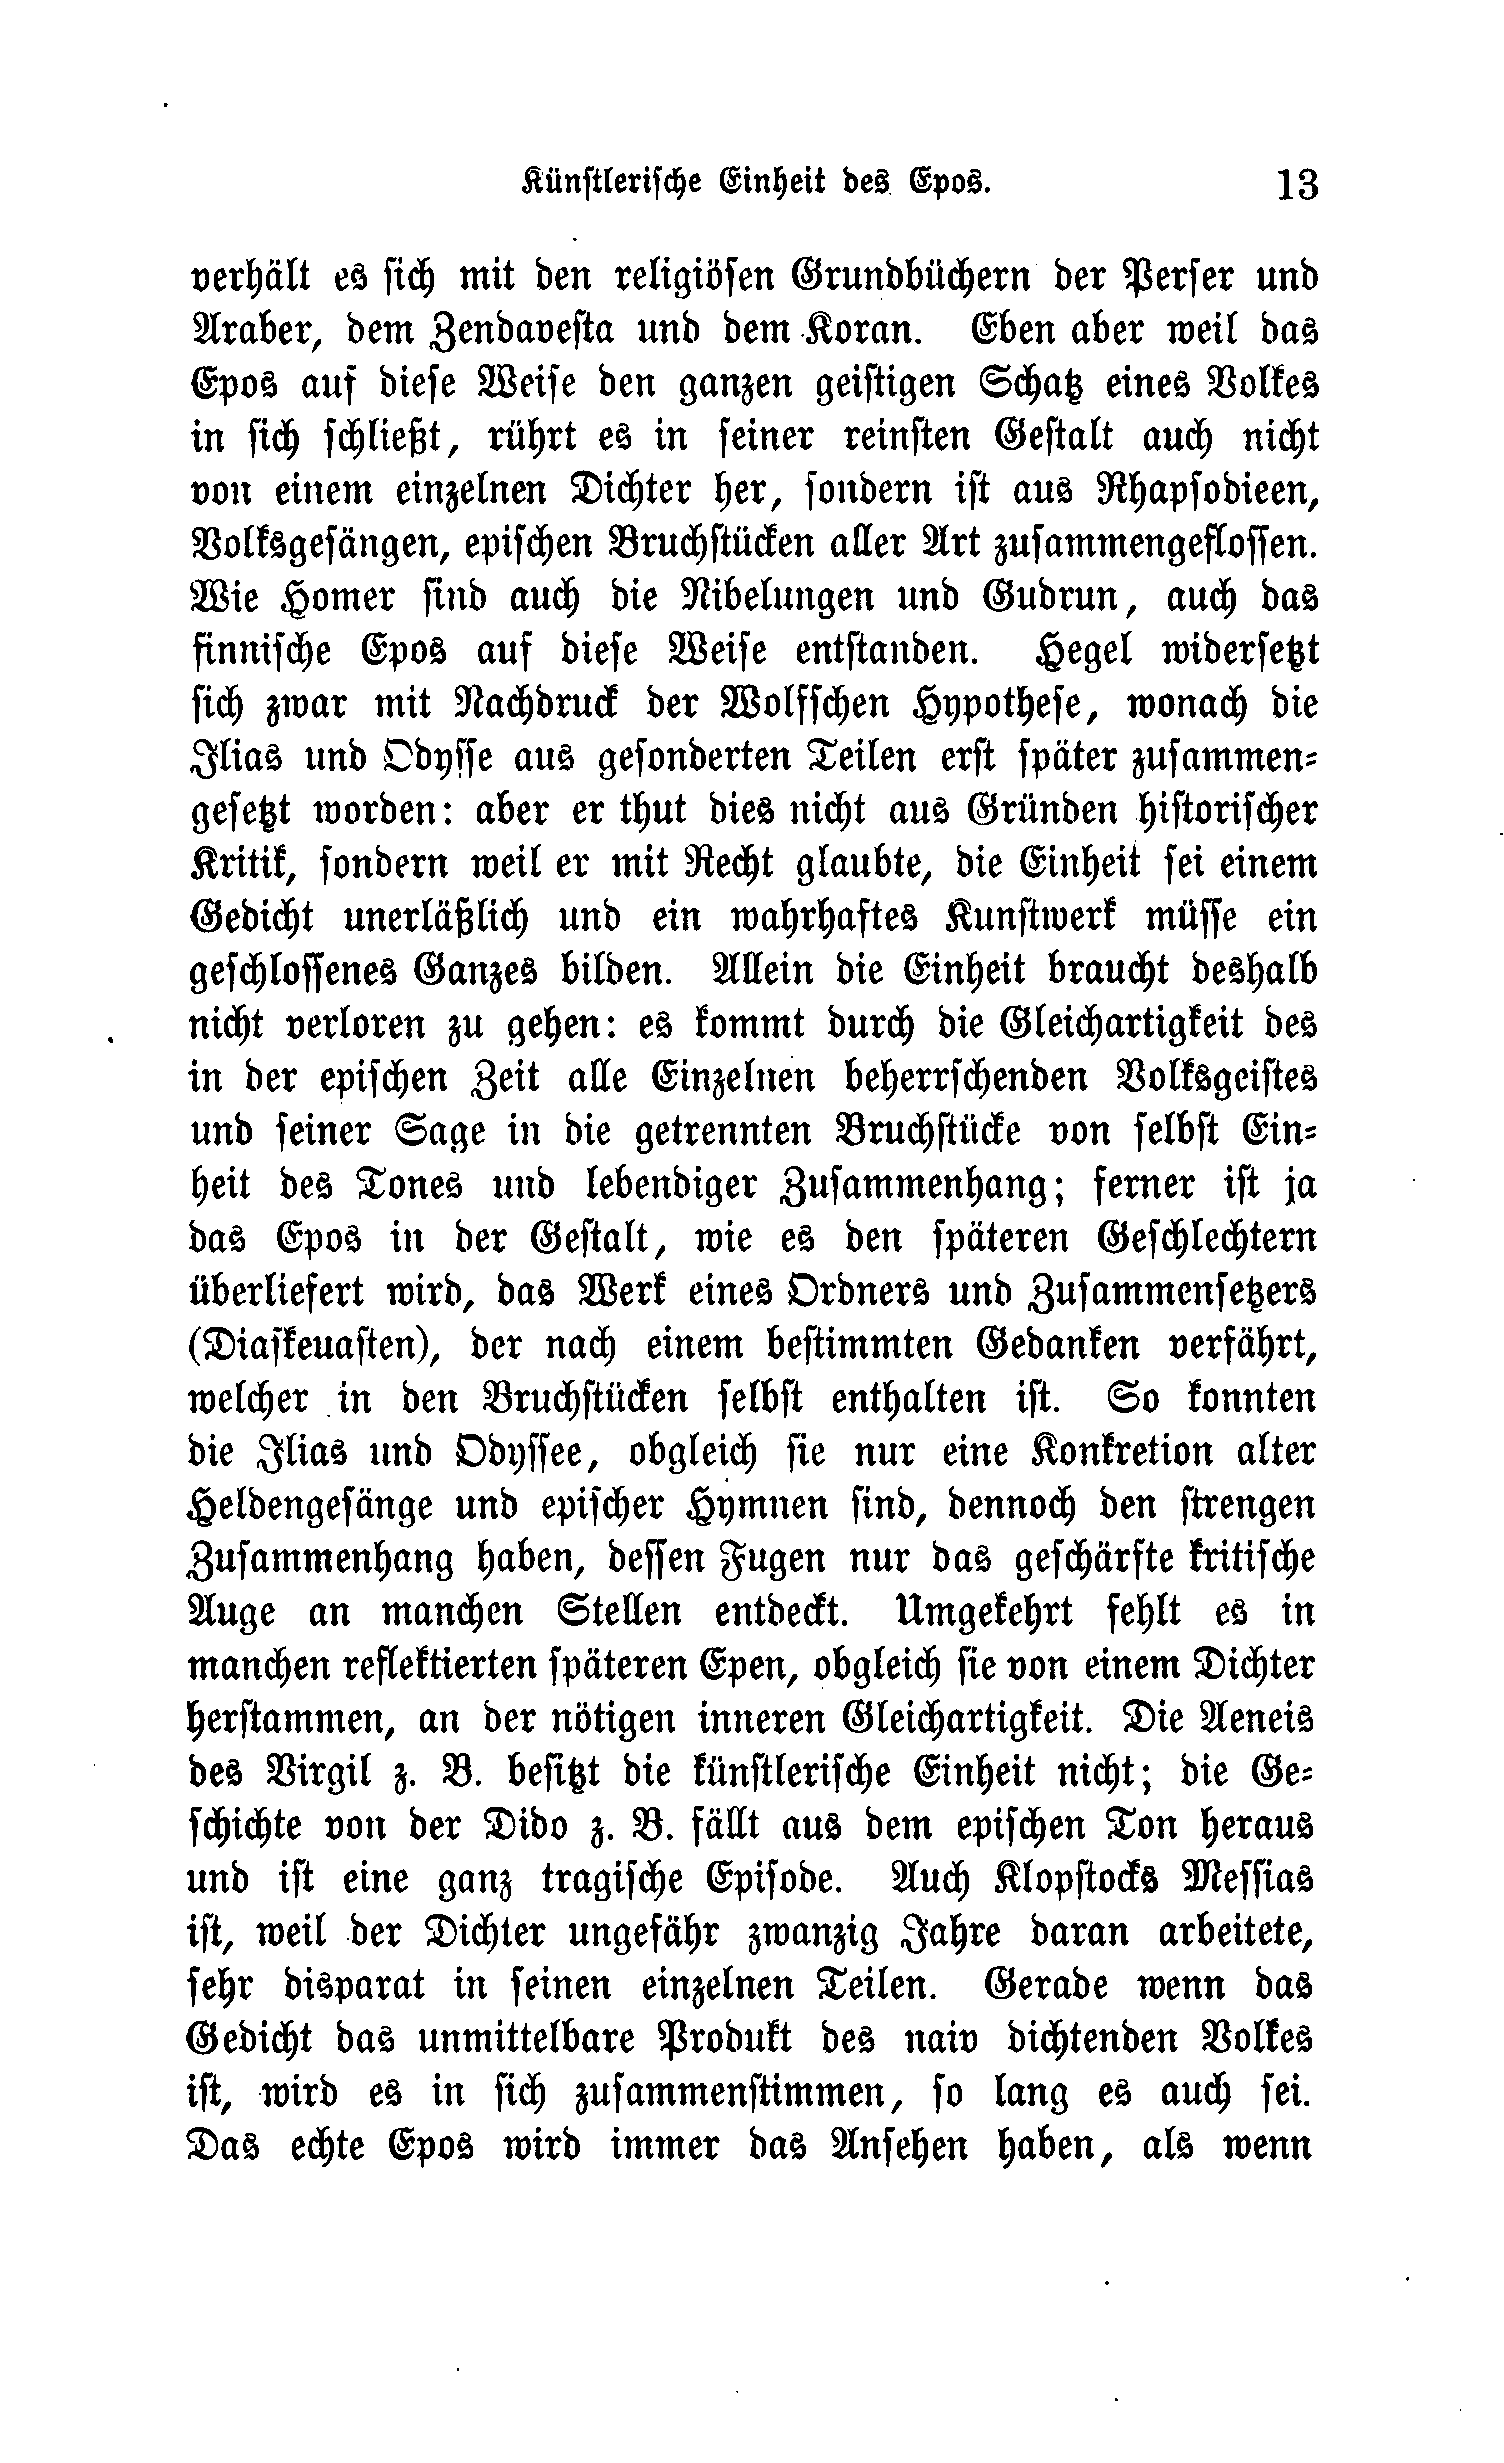 Künstlerische Einheit des Epos. 13
verhält es sich mit den religiösen Grundbüchern der Perser und
Araber, dem Zendavesta und dem Koran. Eben aber weil das
Epos auf diese Weise den ganzen geistigen Schatz eines Volkes
in sich schließt, rührt es in seiner reinsten Gestalt auch nicht
von einem einzelnen Dichter her, sondern ist aus Rhapsodieen,
Volksgesängen, epischen Bruchstücken aller Art zusammengeflossen.
Wie Homer sind auch die Nibelungen und Gudrun, auch das
finnische Epos auf diese Weise entstanden. Hegel widersetzt
sich zwar mit Nachdruck der Wolfschen Hypothese, wonach die
Ilias und Odysse aus gesonderten Teilen erst später zusammen-
gesetzt worden: aber er thut dies nicht aus Gründen historischer
Kritik, sondern weil er mit Recht glaubte, die Einheit sei einem
Gedicht unerläßlich und ein wahrhaftes Kunstwerk müsse ein
geschlossenes Ganzes bilden. Allein die Einheit braucht deshalb
nicht verloren zu gehen: es kommt durch die Gleichartigkeit des
in der epischen Zeit alle Einzelnen beherrschenden Volksgeistes
und seiner Sage in die getrennten Bruchstücke von selbst Ein-
heit des Tones und lebendiger Zusammenhang; ferner ist ja
das Epos in der Gestalt, wie es den späteren Geschlechtern
überliefert wird, das Werk eines Ordners und Zusammensetzers
(Diaskeuasten), der nach einem bestimmten Gedanken verfährt,
welcher in den Bruchstücken selbst enthalten ist. So konnten
die Ilias und Odyssee, obgleich sie nur eine Konkretion alter
Heldengesänge und epischer Hymnen sind, dennoch den strengen
Zusammenhang haben, dessen Fugen nur das geschärfte kritische
Auge an manchen Stellen entdeckt. Umgekehrt fehlt es in
manchen reflektierten späteren Epen, obgleich sie von einem Dichter
herstammen, an der nötigen inneren Gleichartigkeit. Die Aeneis
des Virgil z. B. besitzt die künstlerische Einheit nicht; die Ge-
schichte von der Dido z. B. fällt aus dem epischen Ton heraus
und ist eine ganz tragische Episode. Auch Klopstocks Messias
ist, weil der Dichter ungefähr zwanzig Jahre daran arbeitete,
sehr disparat in seinen einzelnen Teilen. Gerade wenn das
Gedicht das unmittelbare Produkt des naiv dichtenden Volkes
ist, wird es in sich zusammenstimmen, so lang es auch sei.
Das echte Epos wird immer das Ansehen haben, als wenn